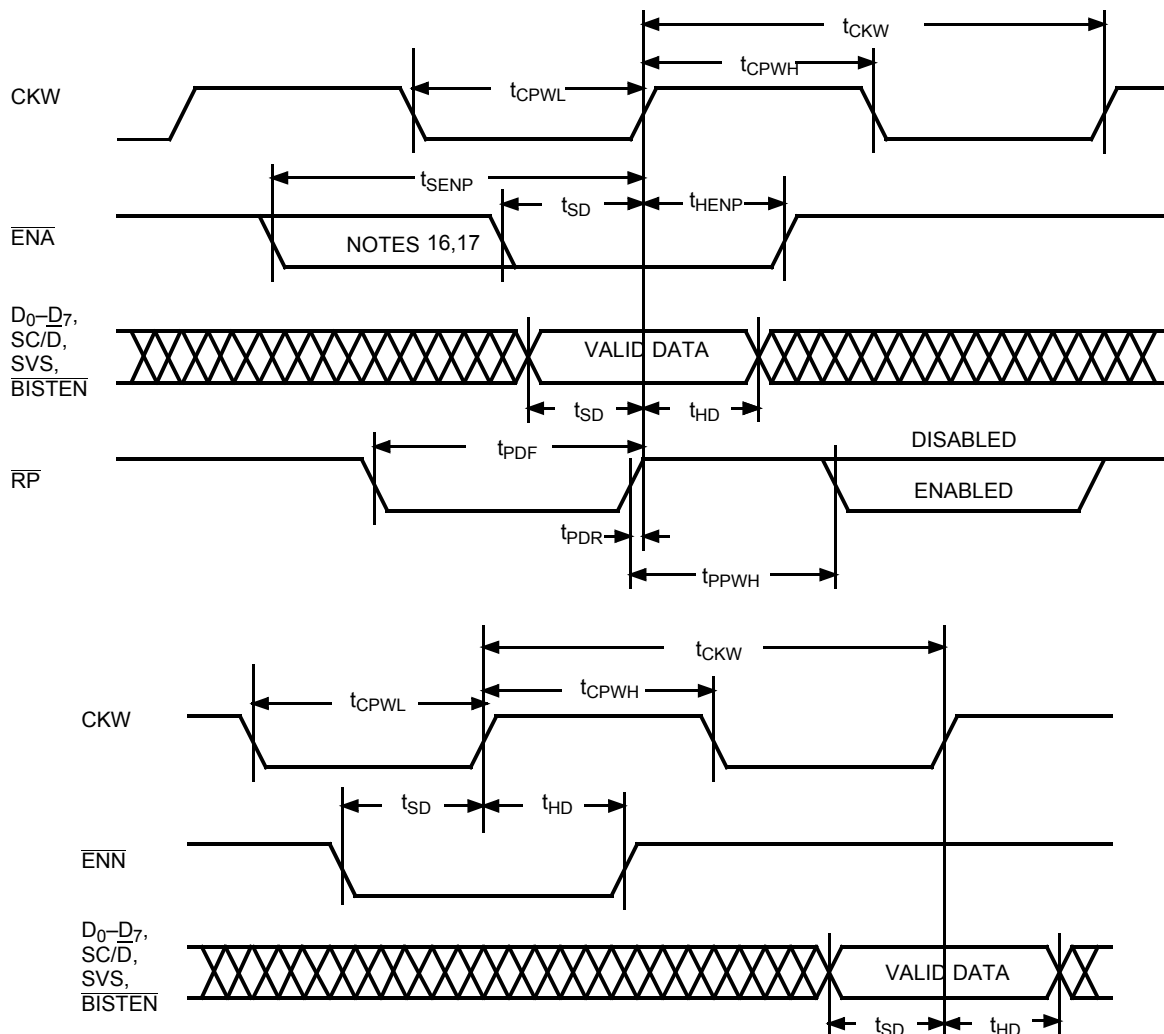 tCKW
tCPWH
tCPWL
CKW
tSENP
tSD
tHENP
ENA
NOTES 16,17
D0–D7,
SC/D,
SVS,
BISTEN
VALID DATA
tSD
tHD
tPDF
DISABLED
RP
ENABLED
tPDR
tPPWH
tCKW
tCPWL
tCPWH
CKW
tSD
tHD
ENN
D0–D7,
SC/D,
SVS,
BISTEN
VALID DATA
tSD
tHD